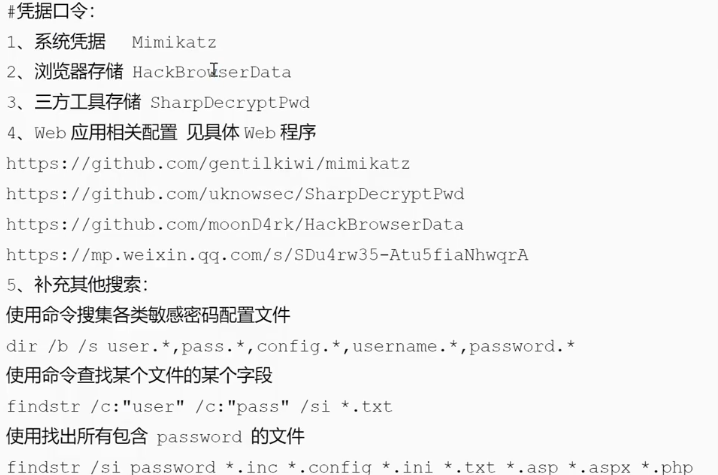 #凭据口令：
1、系统凭据 Mimikatz
2、浏览器存储 HackBrowserData
3、三方工具存储 SharpDecryptPwd
4、Web应用相关配置 见具体Web程序
https://github.com/gentilkiwi/mimikatz
https://github.com/uknowsec/SharpDecryptPwd
https://github.com/moonD4rk/HackBrowserData
https://mp.weixin.qq.com/s/SDu4rw35-Atu5fiaNhwqrA
5、补充其他搜索：
使用命令搜集各类敏感密码配置文件
dir /b /s user.*,pass.*,config.*,username.*,password.*
使用命令查找某个文件的某个字段
findstr /c:"user" /c:"pass" /si *.txt
使用找出所有包含 password 的文件
findstr /si password *.inc *.config *.ini *.txt *.asp *.aspx *.php